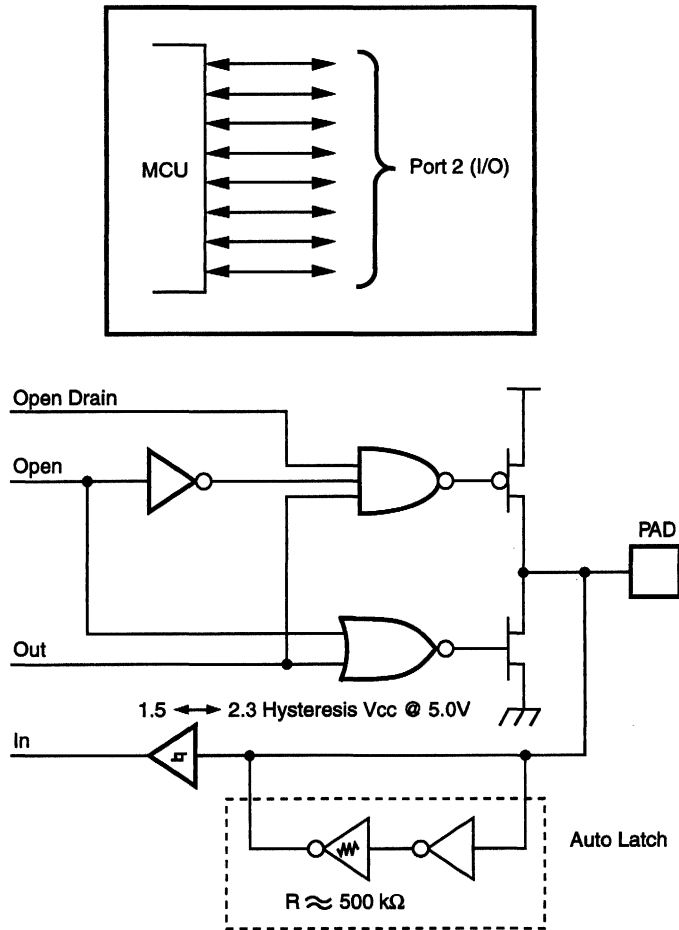 MCU
Port 2 (I/O)
Open Drain
Open
PAD
Out
1.5 ↔ 2.3 Hysteresis Vcc @ 5.0V
In
Auto Latch
R ≈ 500 kΩ